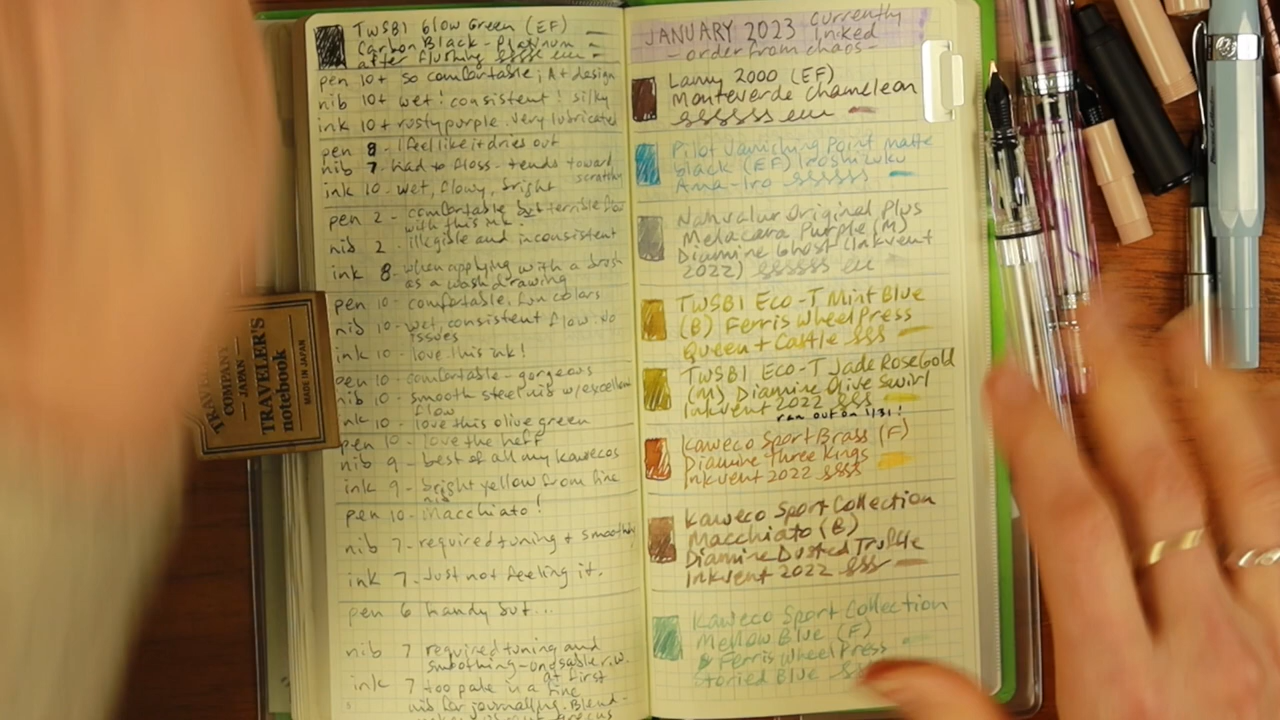 TWSBI Glow Green (EF)
Carbon Black - Platinum
after flushing
pen 10+ so comfortable; A+ design
nib 10+ wet! consistent! silky
ink 10+ rusty purple. very lubricated
pen 8 - I feel like it dries out
nib 7 - had to floss - tends toward
scratchy
ink 10 - wet, flowy, bright
pen 2 - comfortable but terrible flow
with this ink.
nib 2 - illegible and inconsistent
ink 8 - when applying with a brush
as a wash drawing
pen 10 - comfortable, fun colors
nib 10 - wet, consistent flow. no
issues
ink 10 - love this ink!
pen 10 - comfortable - gorgeous
nib 10 - smooth steel nib w/excellent
flow
ink 10 - love this olive green
pen 10 - love the heft
nib 9 - best of all my kawecos
ink 9 - bright yellow from fine
nib
pen 10 - Macchiato!
nib 7 - required tuning + smoothing
ink 7 - Just not feeling it.
pen 6 handy but...
nib 7 required tuning and
smoothing - 
at first
ink 7 too pale in a fine
nib for journalling. Blend-
TRAVELER'S
COMPANY
- JAPAN -
TRAVELER'S
notebook
MADE IN JAPAN
JANUARY 2023 Currently
Inked
- order from chaos -
Lamy 2000 (EF)
Monteverde Chameleon
Pilot Vanishing Point matte
black (EF) Iroshizuku
Ama-Iro
Nahvalur Original Plus
Melacara Purple (M)
Diamine Ghost (Inkvent
2022)
TWSBI Eco-T Mint Blue
(B) Ferris Wheel Press
Queen + Castle
TWSBI Eco-T Jade RoseGold
(M) Diamine Olive Swirl
Inkvent 2022
ran out on 1/31!
Kaweco Sport Brass (F)
Diamine Three Kings
Inkvent 2022
Kaweco Sport Collection
Macchiato (B)
Diamine Dusted Truffle
Inkvent 2022
Kaweco Sport Collection
Mellow Blue (F)
Ferris Wheel Press
Storied Blue